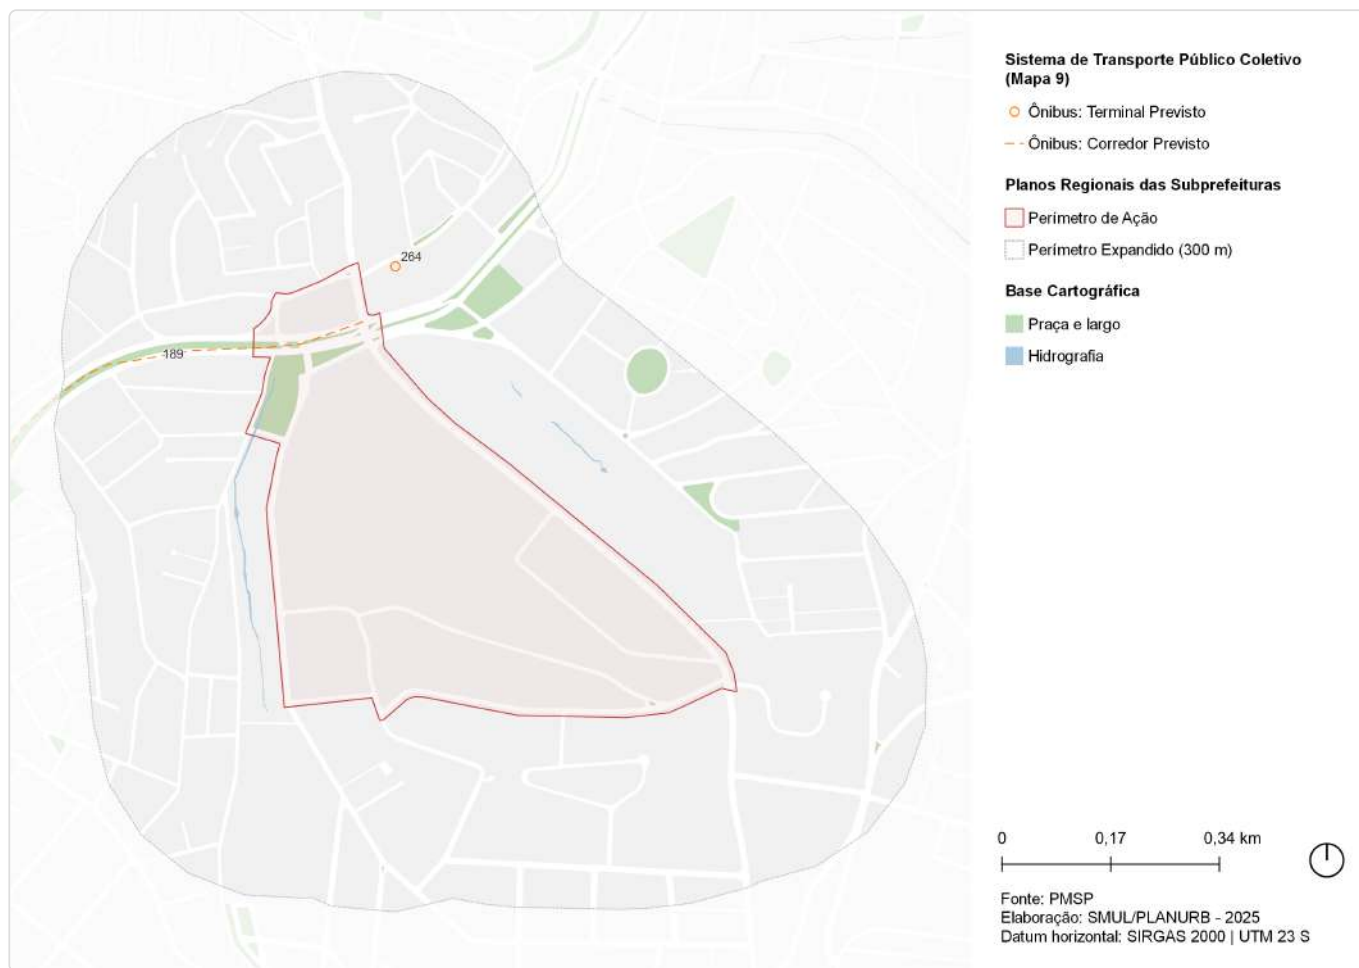 264
189
Sistema de Transporte Público Coletivo
(Mapa 9)
Ônibus: Terminal Previsto
Ônibus: Corredor Previsto
Planos Regionais das Subprefeituras
Perímetro de Ação
Perímetro Expandido (300 m)
Base Cartográfica
Praça e largo
Hidrografia
0 0,17 0,34 km
Fonte: PMSP
Elaboração: SMUL/PLANURB - 2025
Datum horizontal: SIRGAS 2000 | UTM 23 S